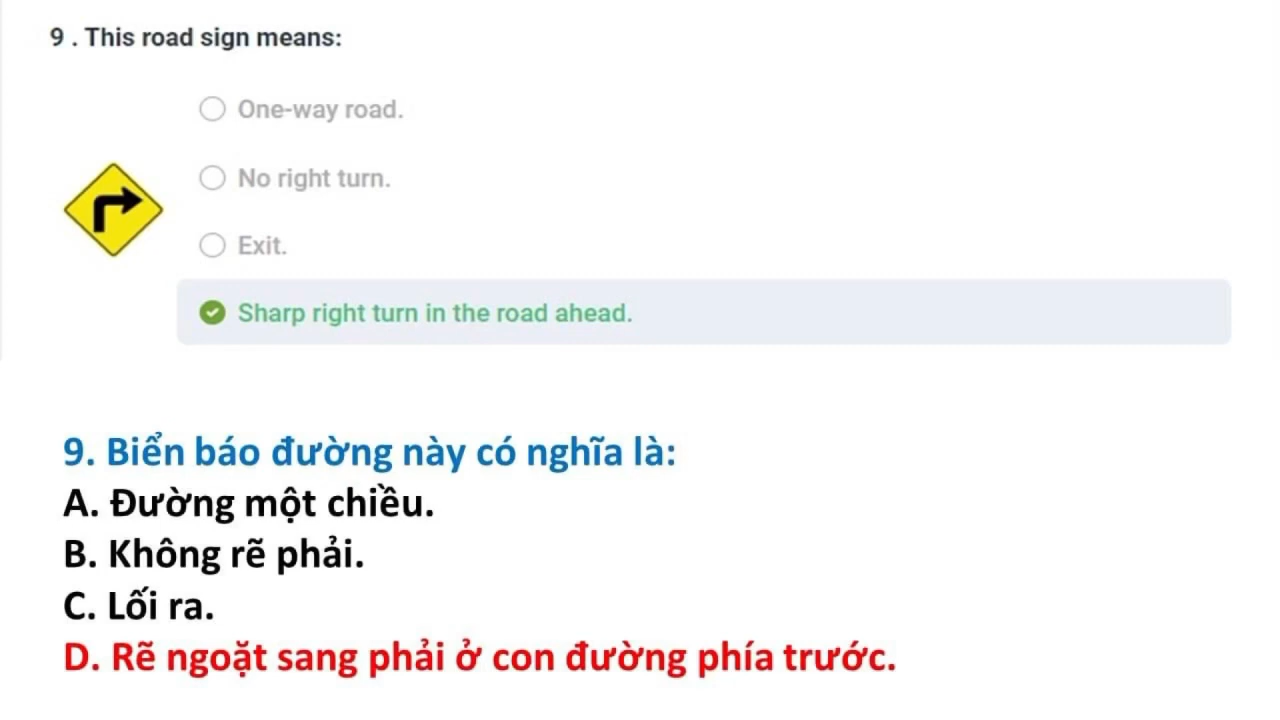 9 . This road sign means:
One-way road.
No right turn.
Exit.
Sharp right turn in the road ahead.
9. Biển báo đường này có nghĩa là:
A. Đường một chiều.
B. Không rẽ phải.
C. Lối ra.
D. Rẽ ngoặt sang phải ở con đường phía trước.